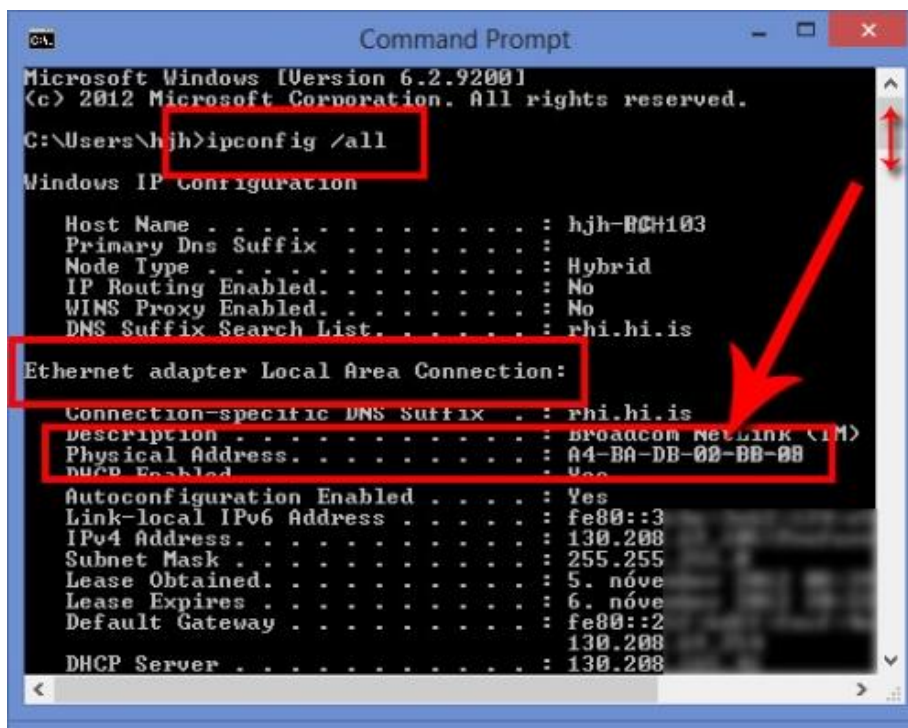 Command Prompt
Microsoft Windows [Version 6.2.9200]
(c) 2012 Microsoft Corporation. All rights reserved.
C:\Users\hjh>ipconfig /all
Windows IP Configuration
Host Name . . . . . . . . . . . . : hjh-
Primary Dns Suffix . . . . . . . :
Node Type . . . . . . . . . . . . : Hybrid
IP Routing Enabled. . . . . . . . : No
WINS Proxy Enabled. . . . . . . . : No
DNS Suffix Search List. . . . . . : rhi.hi.is
Ethernet adapter Local Area Connection:
Connection-specific DNS Suffix . : rhi.hi.is
Description . . . . . . . . . . . : Broadcom NetLink (TM)
Physical Address. . . . . . . . . : A4-BA-DB-
DHCP Enabled. . . . . . . . . . . : Yes
Autoconfiguration Enabled . . . . : Yes
Link-local IPv6 Address . . . . . : fe80::3
IPv4 Address. . . . . . . . . . . : 130.208
Subnet Mask . . . . . . . . . . . : 255.255
Lease Obtained. . . . . . . . . . : 5. nóve
Lease Expires . . . . . . . . . . : 6. nóve
Default Gateway . . . . . . . . . : fe80::2
130.208
DHCP Server . . . . . . . . . . . : 130.208